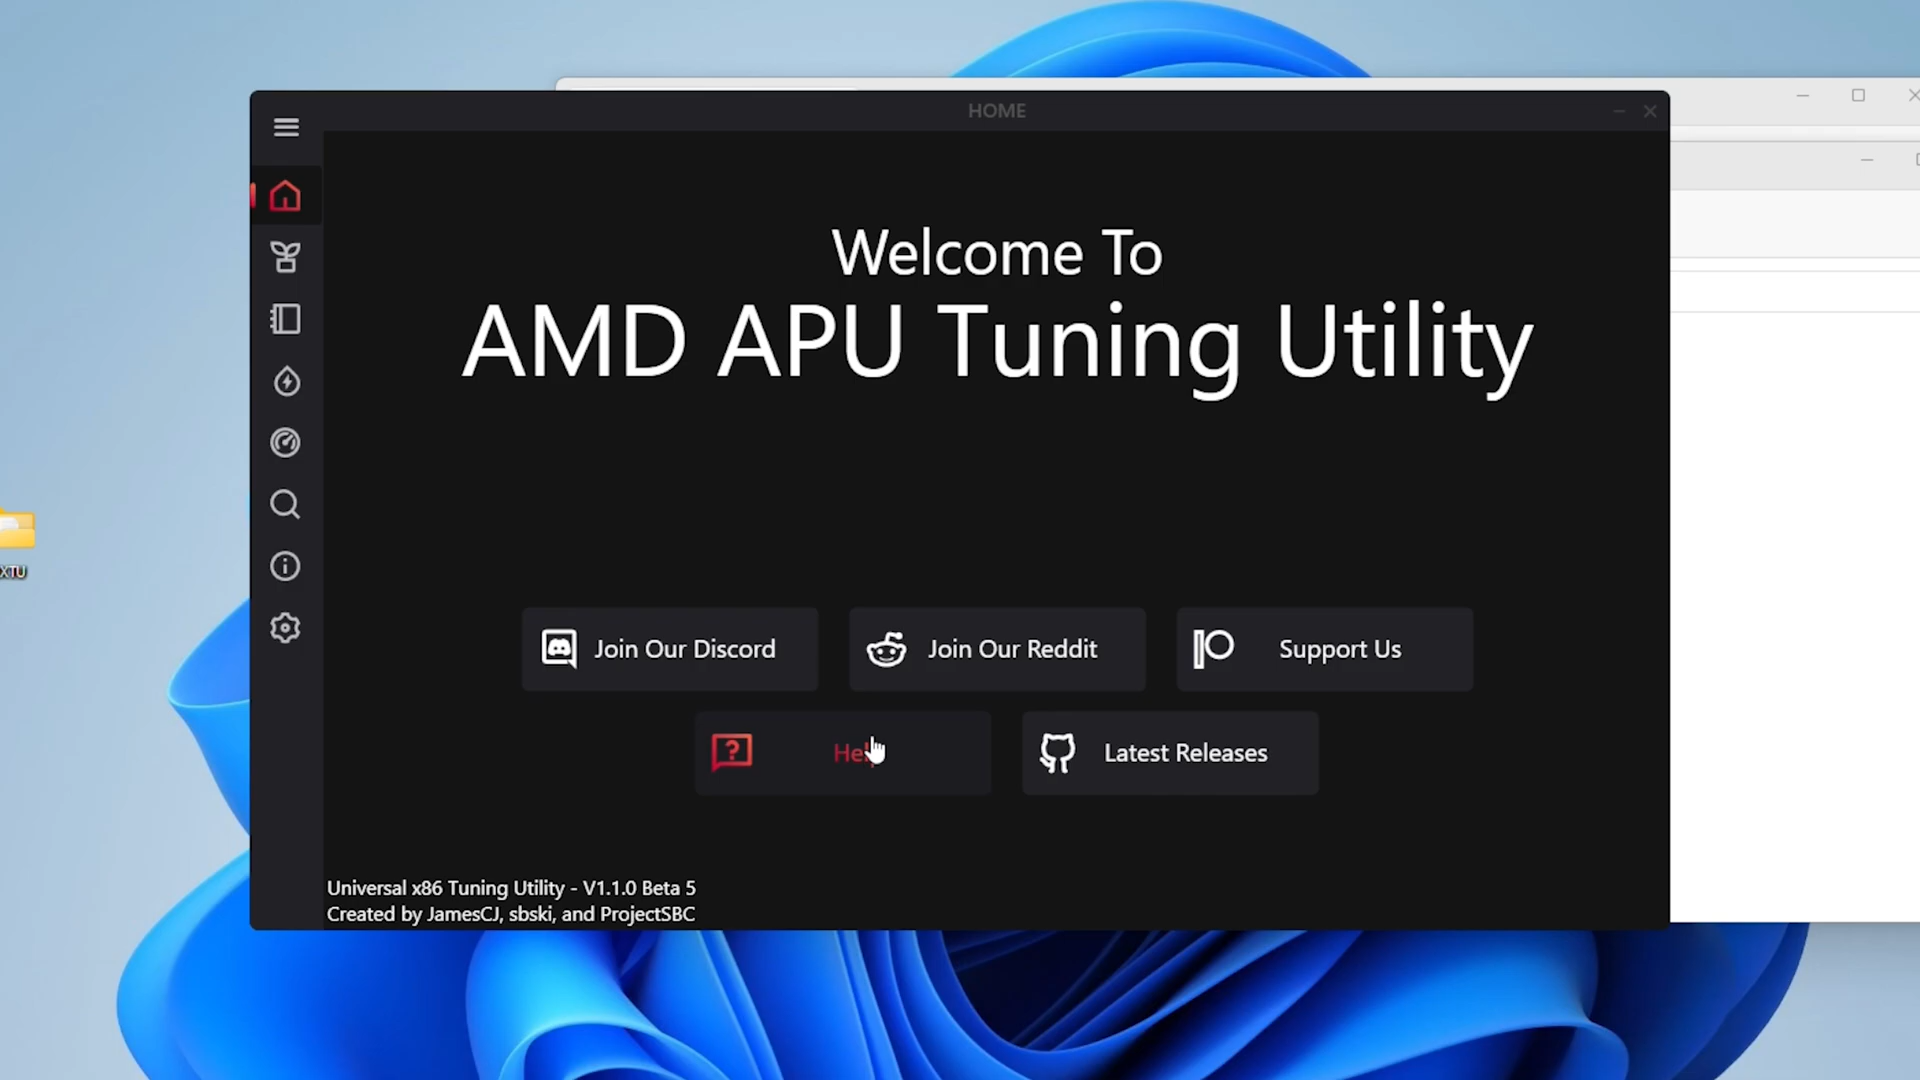 HOME
Welcome To
AMD APU Tuning Utility
Join Our Discord
Join Our Reddit
Support Us
Help
Latest Releases
XTU
Universal x86 Tuning Utility - V1.1.0 Beta 5
Created by JamesCJ, sbski, and ProjectSBC